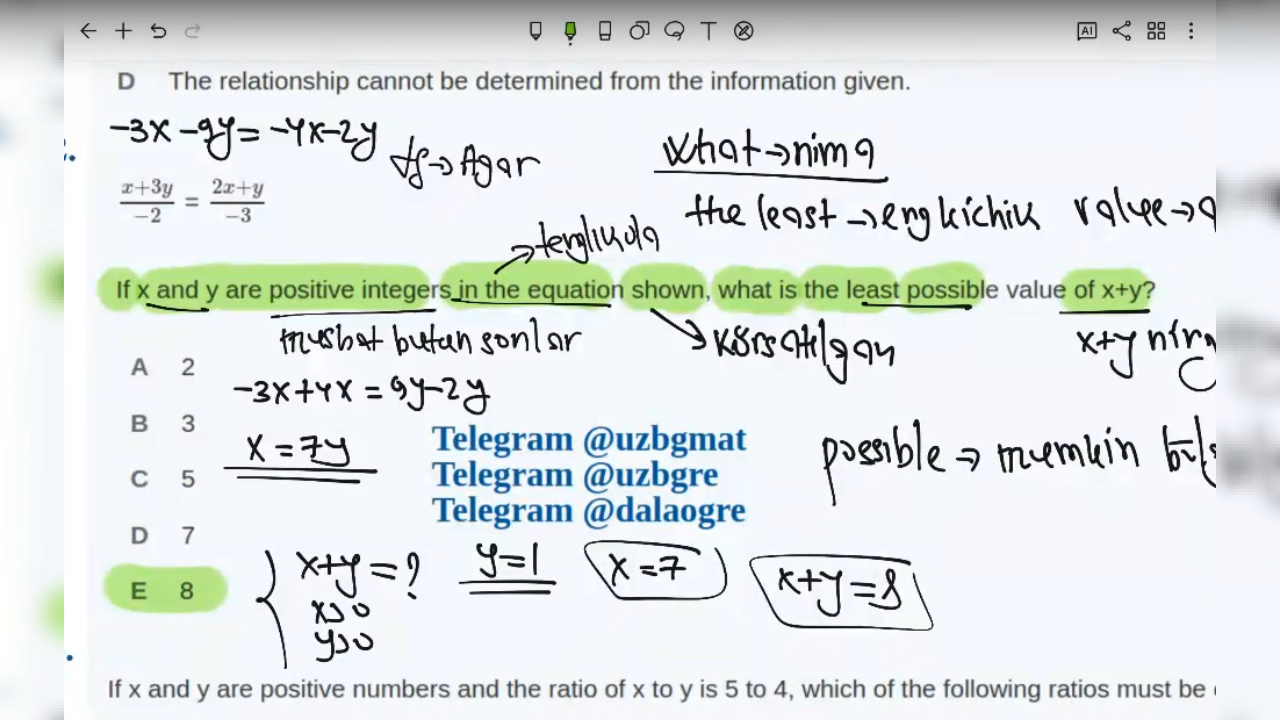 D The relationship cannot be determined from the information given.
-3x -9y = -4x-2y
If → Agar
what → nima
x+3y / -2 = 2x+y / -3
the least → eng kichik value →
tenglikda
If x and y are positive integers in the equation shown, what is the least possible value of x+y?
musbat butun sonlar
Ko'rsatilgan
x+y ning
A 2
-3x+4x = 9y-2y
B 3
x = 7y
Telegram @uzbgmat
C 5
Telegram @uzbgre
possible → mumkin
Telegram @dalaogre
D 7
x+y = ?
y=1
x = 7
x+y = 8
E 8
x>0
y>0
If x and y are positive numbers and the ratio of x to y is 5 to 4, which of the following ratios must be